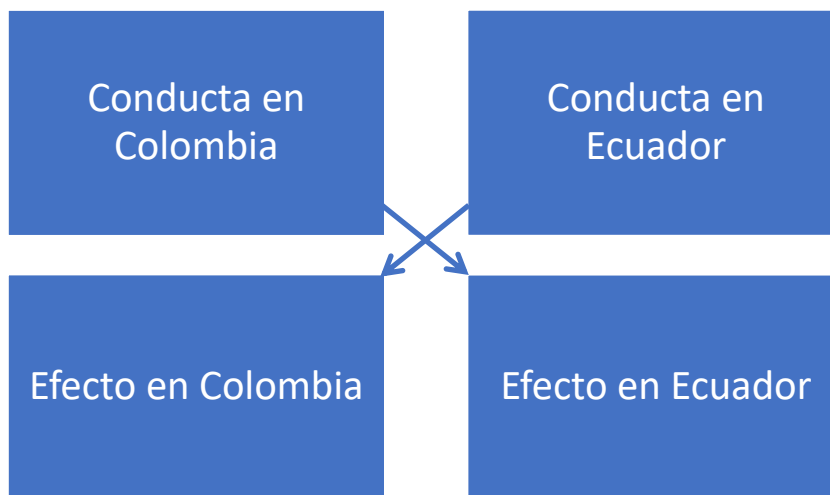 Conducta en
Colombia
Conducta en
Ecuador
Efecto en Colombia
Efecto en Ecuador